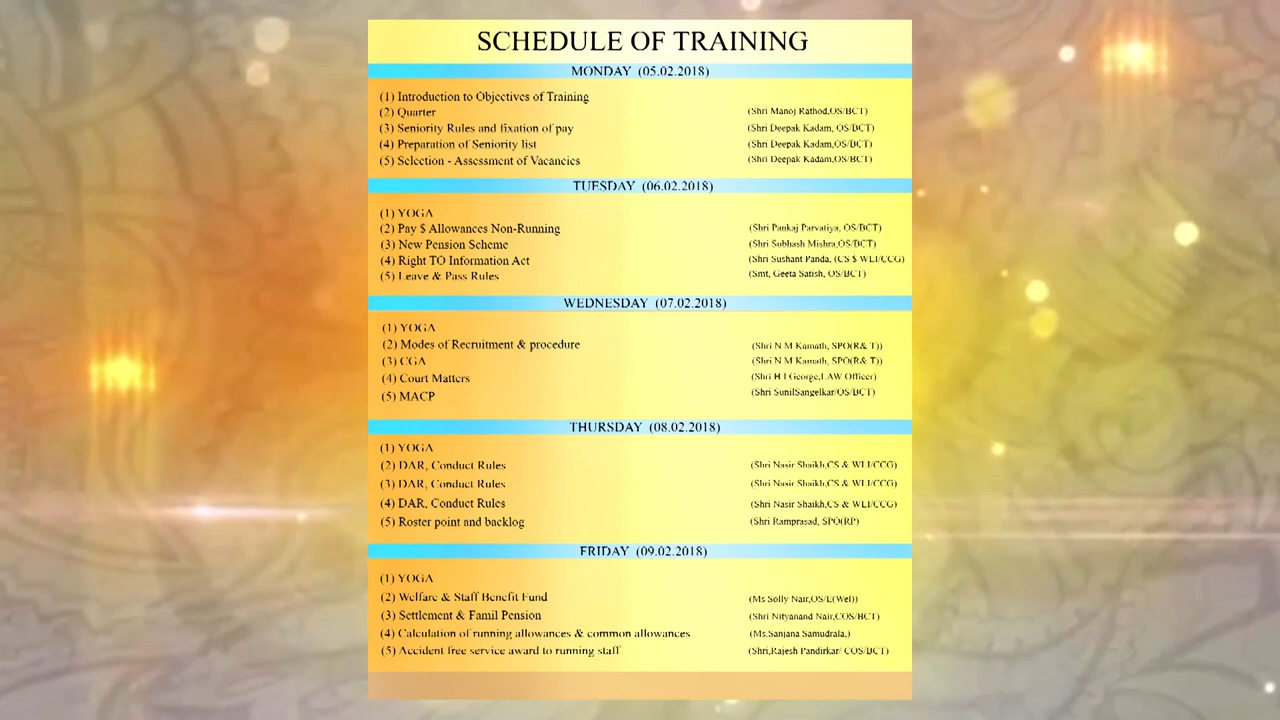 SCHEDULE OF TRAINING
MONDAY (05.02.2018)
(1) Introduction to Objectives of Training
(2) Quarter (Shri Manoj Rathod,OS/BCT)
(3) Seniority Rules and fixation of pay (Shri Deepak Kadam, OS/BCT)
(4) Preparation of Seniority list (Shri Deepak Kadam,OS/BCT)
(5) Selection - Assessment of Vacancies (Shri Deepak Kadam,OS/BCT)
TUESDAY (06.02.2018)
(1) YOGA
(2) Pay $ Allowances Non-Running (Shri Pankaj Parvatiya, OS/BCT)
(3) New Pension Scheme (Shri Subhash Mishra,OS/BCT)
(4) Right TO Information Act (Shri Sushant Panda, (CS $ WLI/CCG)
(5) Leave & Pass Rules (Smt, Geeta Satish, OS/BCT)
WEDNESDAY (07.02.2018)
(1) YOGA
(2) Modes of Recruitment & procedure (Shri N M Kamath, SPO(R& T))
(3) CGA (Shri N M Kamath, SPO(R& T))
(4) Court Matters (Shri H I George,LAW Officer)
(5) MACP (Shri SunilSangelkar/OS/BCT)
THURSDAY (08.02.2018)
(1) YOGA
(2) DAR, Conduct Rules (Shri Nasir Shaikh,CS & WLI/CCG)
(3) DAR, Conduct Rules (Shri Nasir Shaikh,CS & WLI/CCG)
(4) DAR, Conduct Rules (Shri Nasir Shaikh,CS & WLI/CCG)
(5) Roster point and backlog (Shri Ramprasad, SPO(RP)
FRIDAY (09.02.2018)
(1) YOGA
(2) Welfare & Staff Benefit Fund (Ms Solly Nair,OS/E(Wel))
(3) Settlement & Famil Pension (Shri Nityanand Nair,COS/BCT)
(4) Calculation of running allowances & common allowances (Ms.Sanjana Samudrala,)
(5) Accident free service award to running staff (Shri,Rajesh Pandirkar/ COS/BCT)